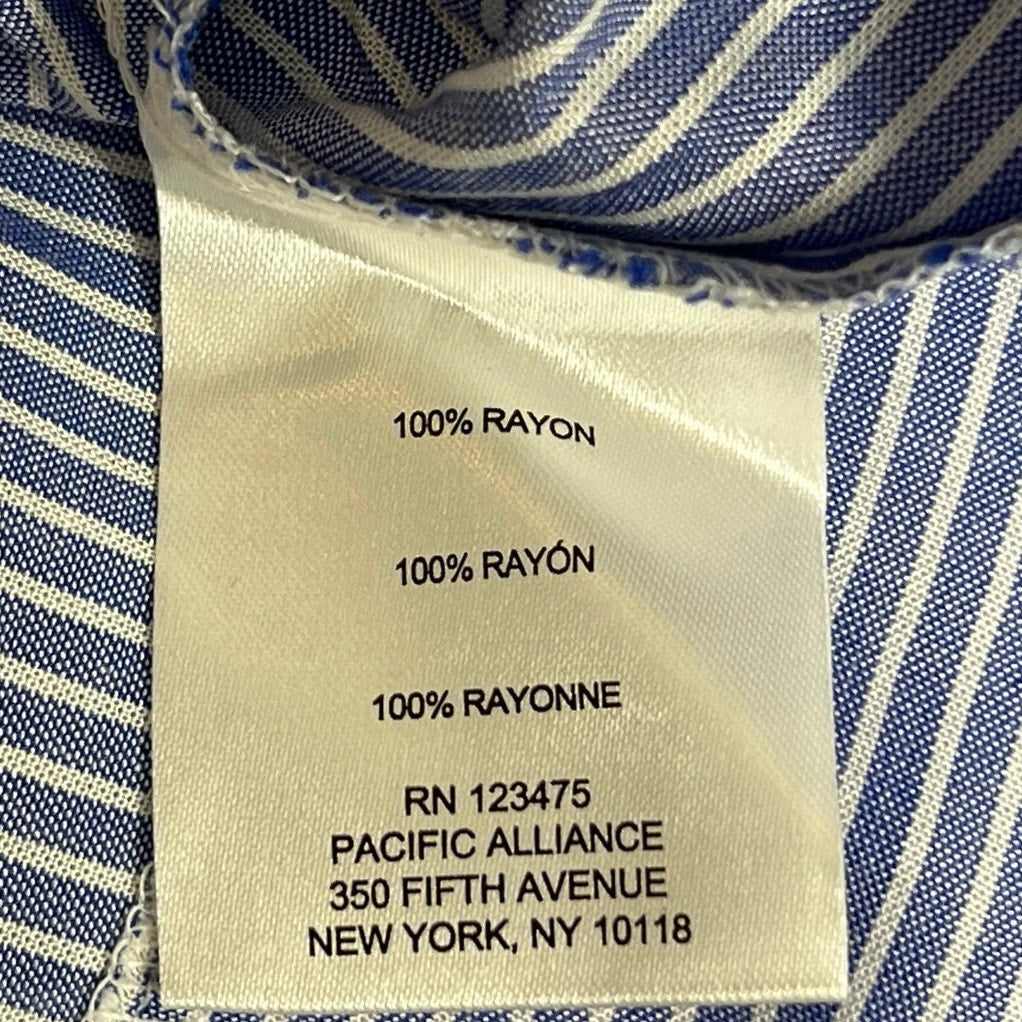 100% RAYON
100% RAYÓN
100% RAYONNE
RN 123475
PACIFIC ALLIANCE
350 FIFTH AVENUE
NEW YORK, NY 10118